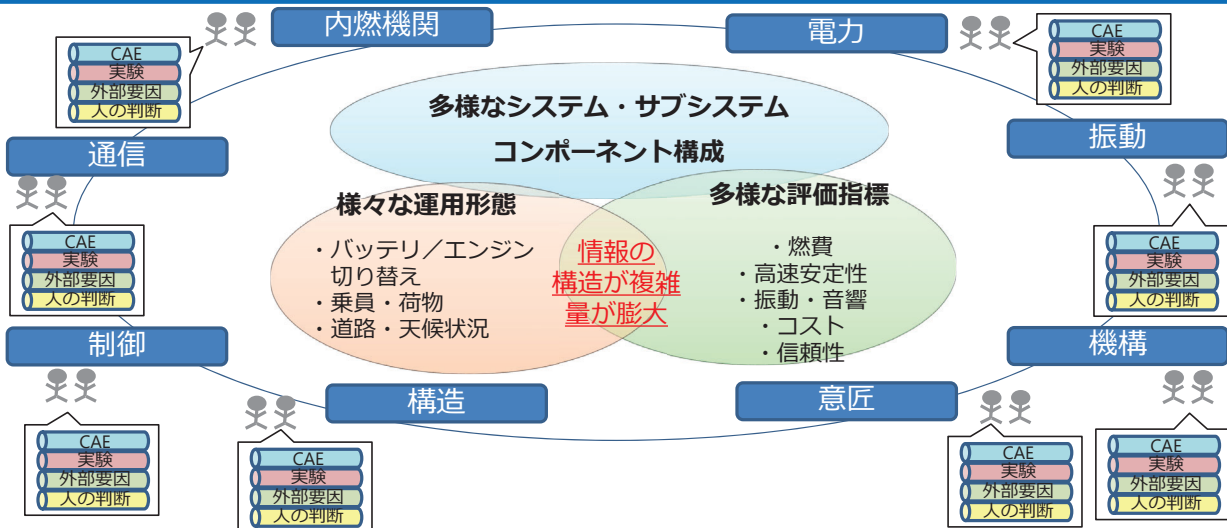 内燃機関
電力
CAE
実験
外部要因
人の判断
CAE
実験
外部要因
人の判断
多様なシステム・サブシステム
コンポーネント構成
通信
振動
様々な運用形態
・バッテリ／エンジン
切り替え
・乗員・荷物
・道路・天候状況
情報の
構造が複雑
量が膨大
多様な評価指標
・燃費
・高速安定性
・振動・音響
・コスト
・信頼性
CAE
実験
外部要因
人の判断
CAE
実験
外部要因
人の判断
制御
機構
構造
意匠
CAE
実験
外部要因
人の判断
CAE
実験
外部要因
人の判断
CAE
実験
外部要因
人の判断
CAE
実験
外部要因
人の判断